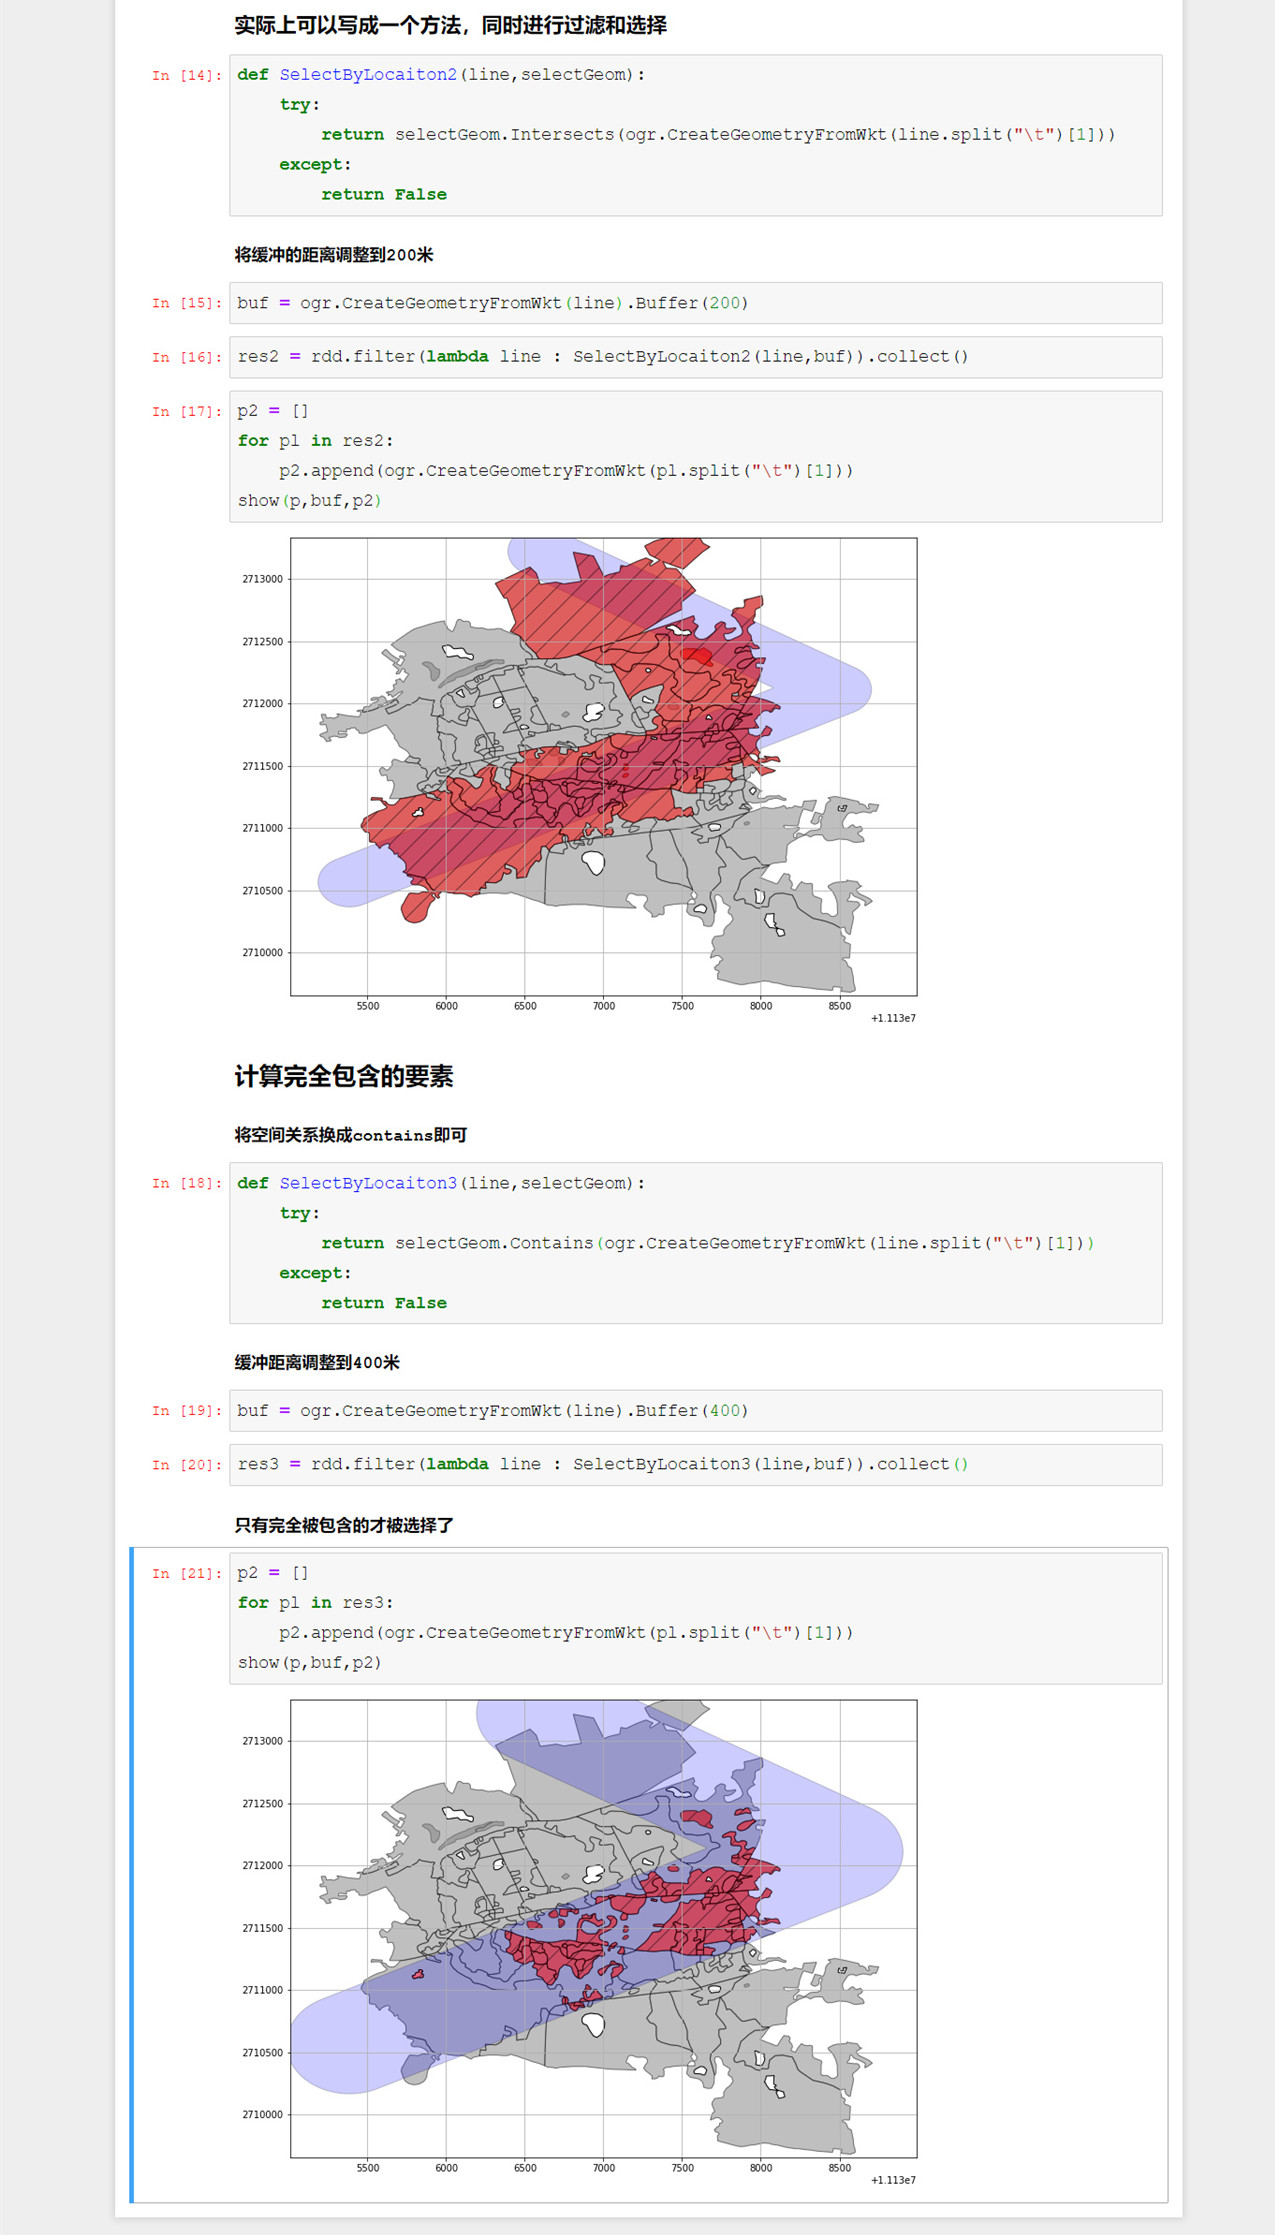 实际上可以写成一个方法，同时进行过滤和选择
In [14]: def SelectByLocaiton2(line,selectGeom):
    try:
        return selectGeom.Intersects(ogr.CreateGeometryFromWkt(line.split("\t")[1]))
    except:
        return False
将缓冲的距离调整到200米
In [15]: buf = ogr.CreateGeometryFromWkt(line).Buffer(200)
In [16]: res2 = rdd.filter(lambda line : SelectByLocaiton2(line,buf)).collect()
In [17]: p2 = []
for pl in res2:
    p2.append(ogr.CreateGeometryFromWkt(pl.split("\t")[1]))
show(p,buf,p2)
2713000
2712500
2712000
2711500
2711000
2710500
2710000
5500 6000 6500 7000 7500 8000 8500
+1.113e7
计算完全包含的要素
将空间关系换成contains即可
In [18]: def SelectByLocaiton3(line,selectGeom):
    try:
        return selectGeom.Contains(ogr.CreateGeometryFromWkt(line.split("\t")[1]))
    except:
        return False
缓冲距离调整到400米
In [19]: buf = ogr.CreateGeometryFromWkt(line).Buffer(400)
In [20]: res3 = rdd.filter(lambda line : SelectByLocaiton3(line,buf)).collect()
只有完全被包含的才被选择了
In [21]: p2 = []
for pl in res3:
    p2.append(ogr.CreateGeometryFromWkt(pl.split("\t")[1]))
show(p,buf,p2)
2713000
2712500
2712000
2711500
2711000
2710500
2710000
5500 6000 6500 7000 7500 8000 8500
+1.113e7